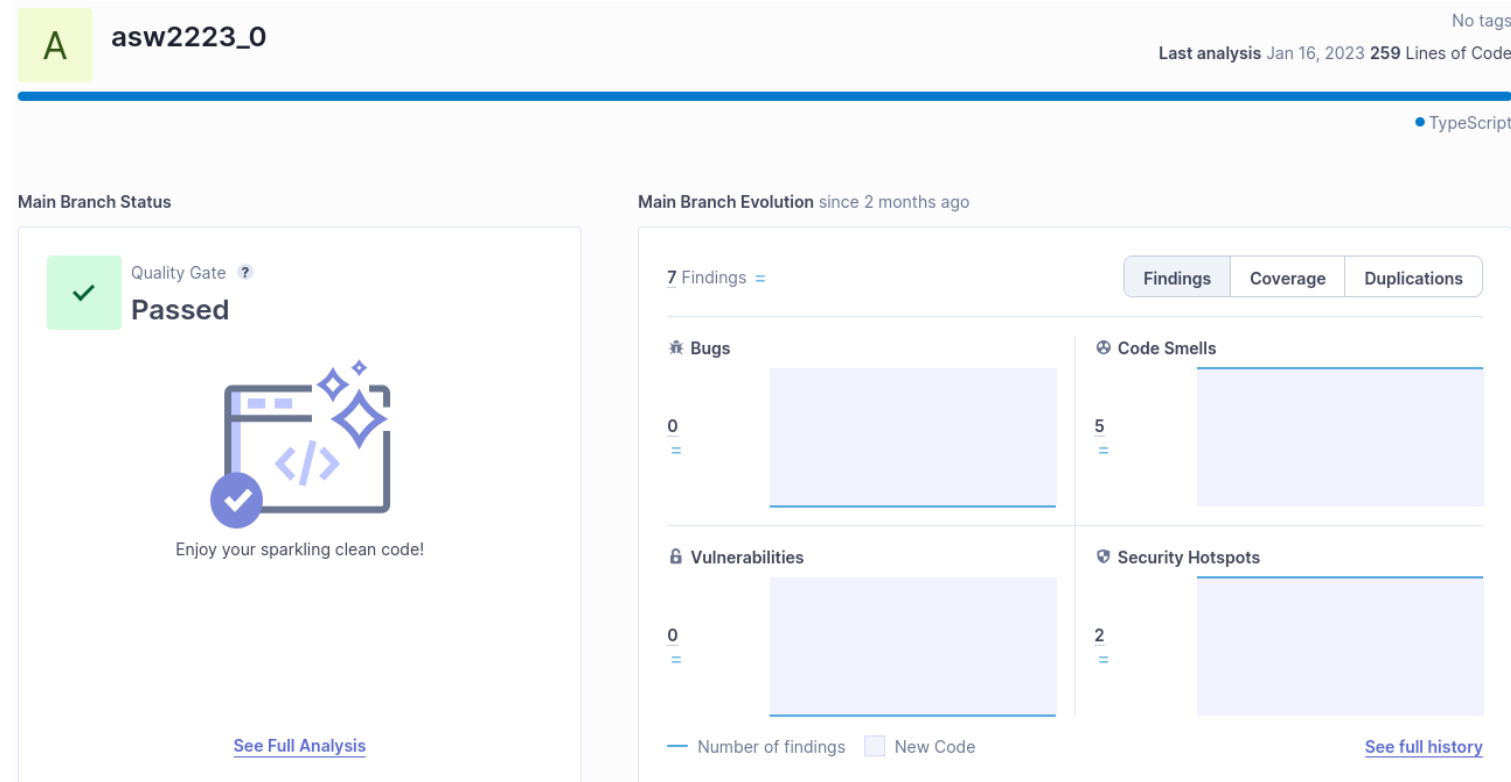 A
asw2223_0
No tags
Last analysis Jan 16, 2023 259 Lines of Code
TypeScript
Main Branch Status
Quality Gate ?
Passed
</>
Enjoy your sparkling clean code!
See Full Analysis
Main Branch Evolution since 2 months ago
7 Findings =
Findings Coverage Duplications
Bugs
0
=
Code Smells
5
=
Vulnerabilities
0
=
Security Hotspots
2
=
Number of findings New Code
See full history